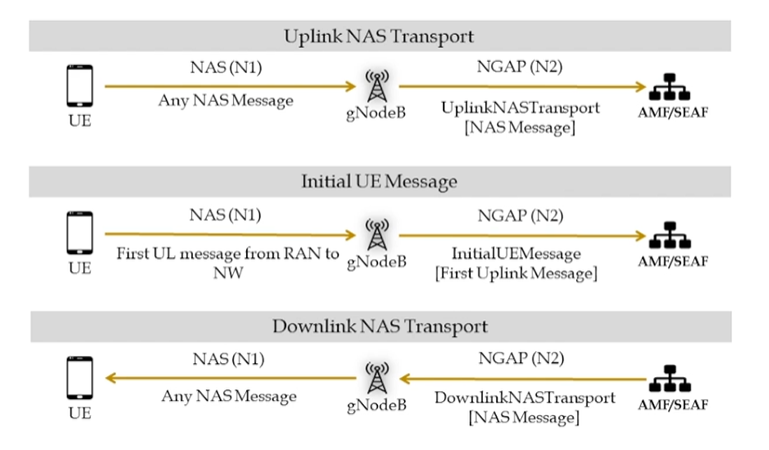 Uplink NAS Transport
NAS (N1)
NGAP (N2)
Any NAS Message
UplinkNASTransport
[NAS Message]
UE
gNodeB
AMF/SEAF
Initial UE Message
NAS (N1)
NGAP (N2)
First UL message from RAN to
NW
InitialUEMessage
[First Uplink Message]
UE
gNodeB
AMF/SEAF
Downlink NAS Transport
NAS (N1)
NGAP (N2)
Any NAS Message
DownlinkNASTransport
[NAS Message]
UE
gNodeB
AMF/SEAF